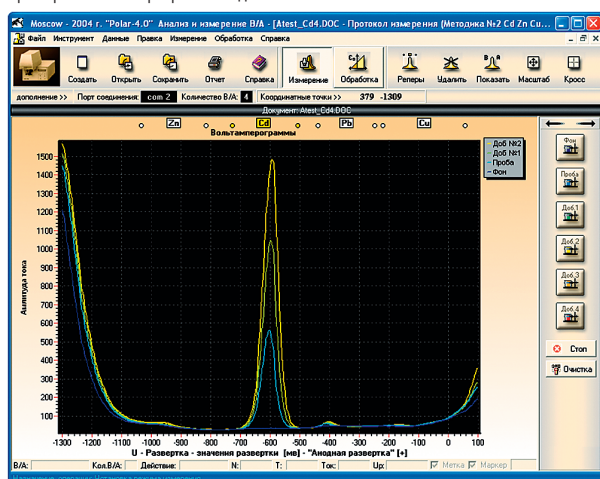 Moscow - 2004 г. "Polar-4.0" Анализ и измерение В/А - [Atest_Cd4.DOC - Протокол измерения (Методика №2 Cd Zn Cu...
Файл Инструмент Данные Правка Измерение Обработка Справка
Создать Открыть Сохранить Отчет Справка Измерение Обработка Реперы Удалить Показать Масштаб Кросс
дополнение >> Порт соединения: com 2 Количество В/А: 4 Координатные точки >> 379 -1309
Документ: Atest_Cd4.DOC
Zn Cd Pb Cu
Вольтамперограммы
Доб №2
Доб №1
Проба
Фон
Амплитуда тока
1500
1400
1300
1200
1100
1000
900
800
700
600
500
400
300
200
100
-1300 -1200 -1100 -1000 -900 -800 -700 -600 -500 -400 -300 -200 -100 0 100
U - Развертка - значения развертки [мв] - "Анодная развертка" [+]
В/А: Кол.В/А: Действие: N: T: Ток: Up: Метка Маркер
Фон
Проба
Доб.1
Доб.2
Доб.3
Доб.4
Стоп
Очистка